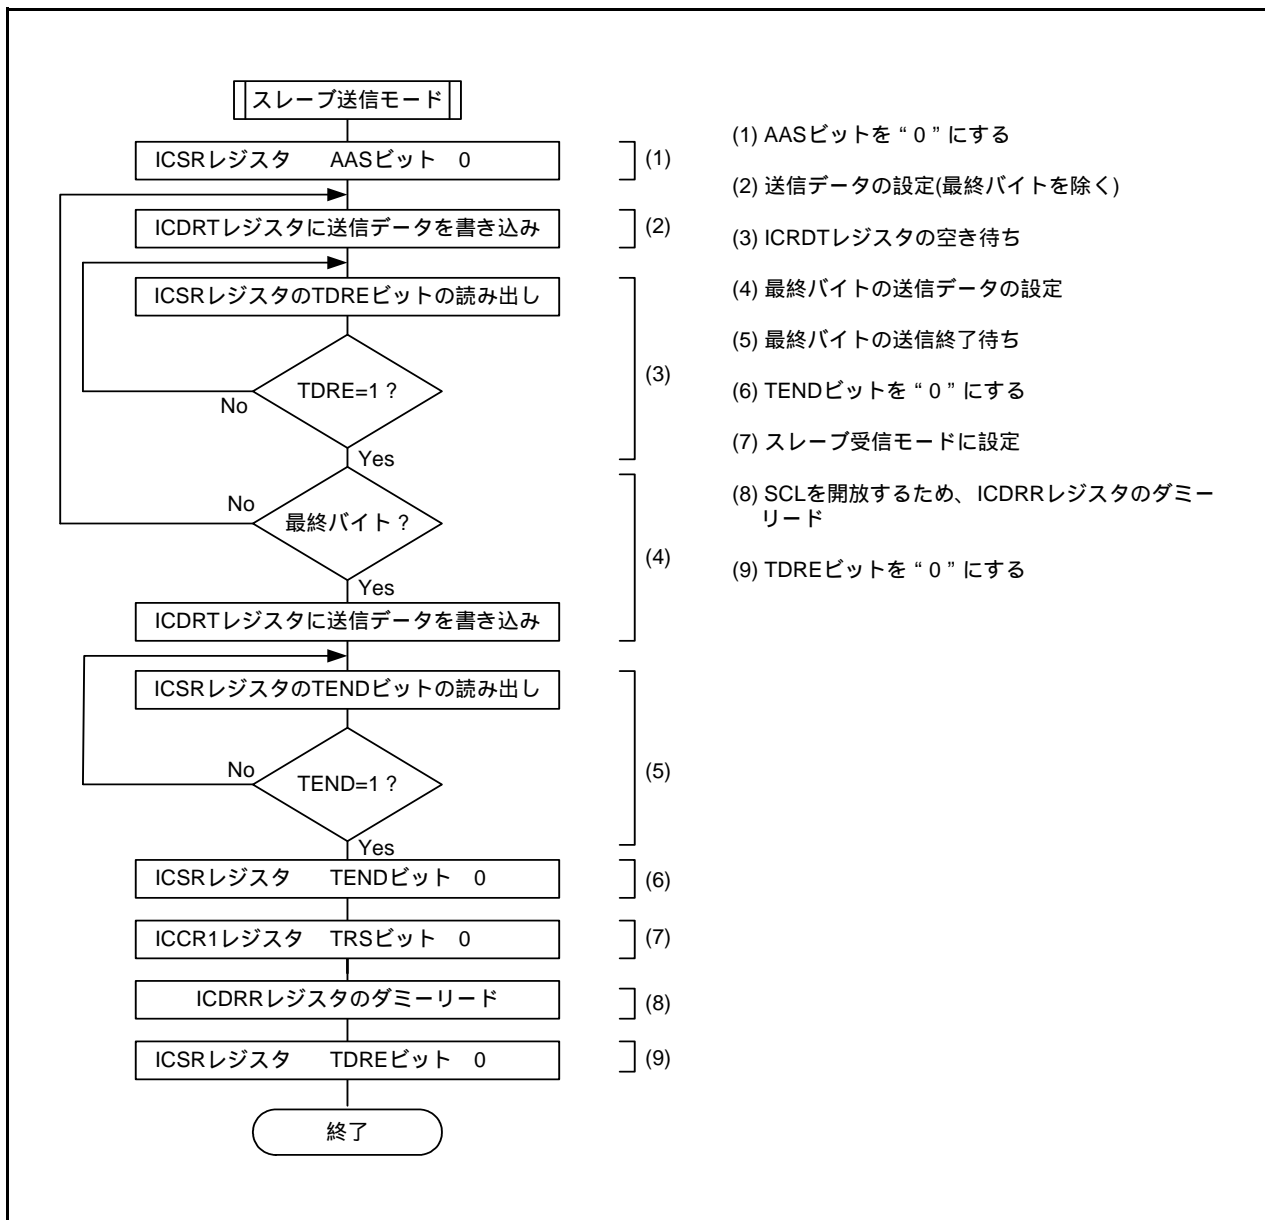 スレーブ送信モード
ICSRレジスタ AASビット 0
(1)
ICDRTレジスタに送信データを書き込み
(2)
ICSRレジスタのTDREビットの読み出し
TDRE=1 ?
No
Yes
(3)
No
最終バイト ?
Yes
ICDRTレジスタに送信データを書き込み
(4)
ICSRレジスタのTENDビットの読み出し
No
TEND=1 ?
Yes
(5)
ICSRレジスタ TENDビット 0
(6)
ICCR1レジスタ TRSビット 0
(7)
ICDRRレジスタのダミーリード
(8)
ICSRレジスタ TDREビット 0
(9)
終了
(1) AASビットを “ 0 ” にする
(2) 送信データの設定(最終バイトを除く)
(3) ICRDTレジスタの空き待ち
(4) 最終バイトの送信データの設定
(5) 最終バイトの送信終了待ち
(6) TENDビットを “ 0 ” にする
(7) スレーブ受信モードに設定
(8) SCLを開放するため、ICDRRレジスタのダミー
リード
(9) TDREビットを “ 0 ” にする